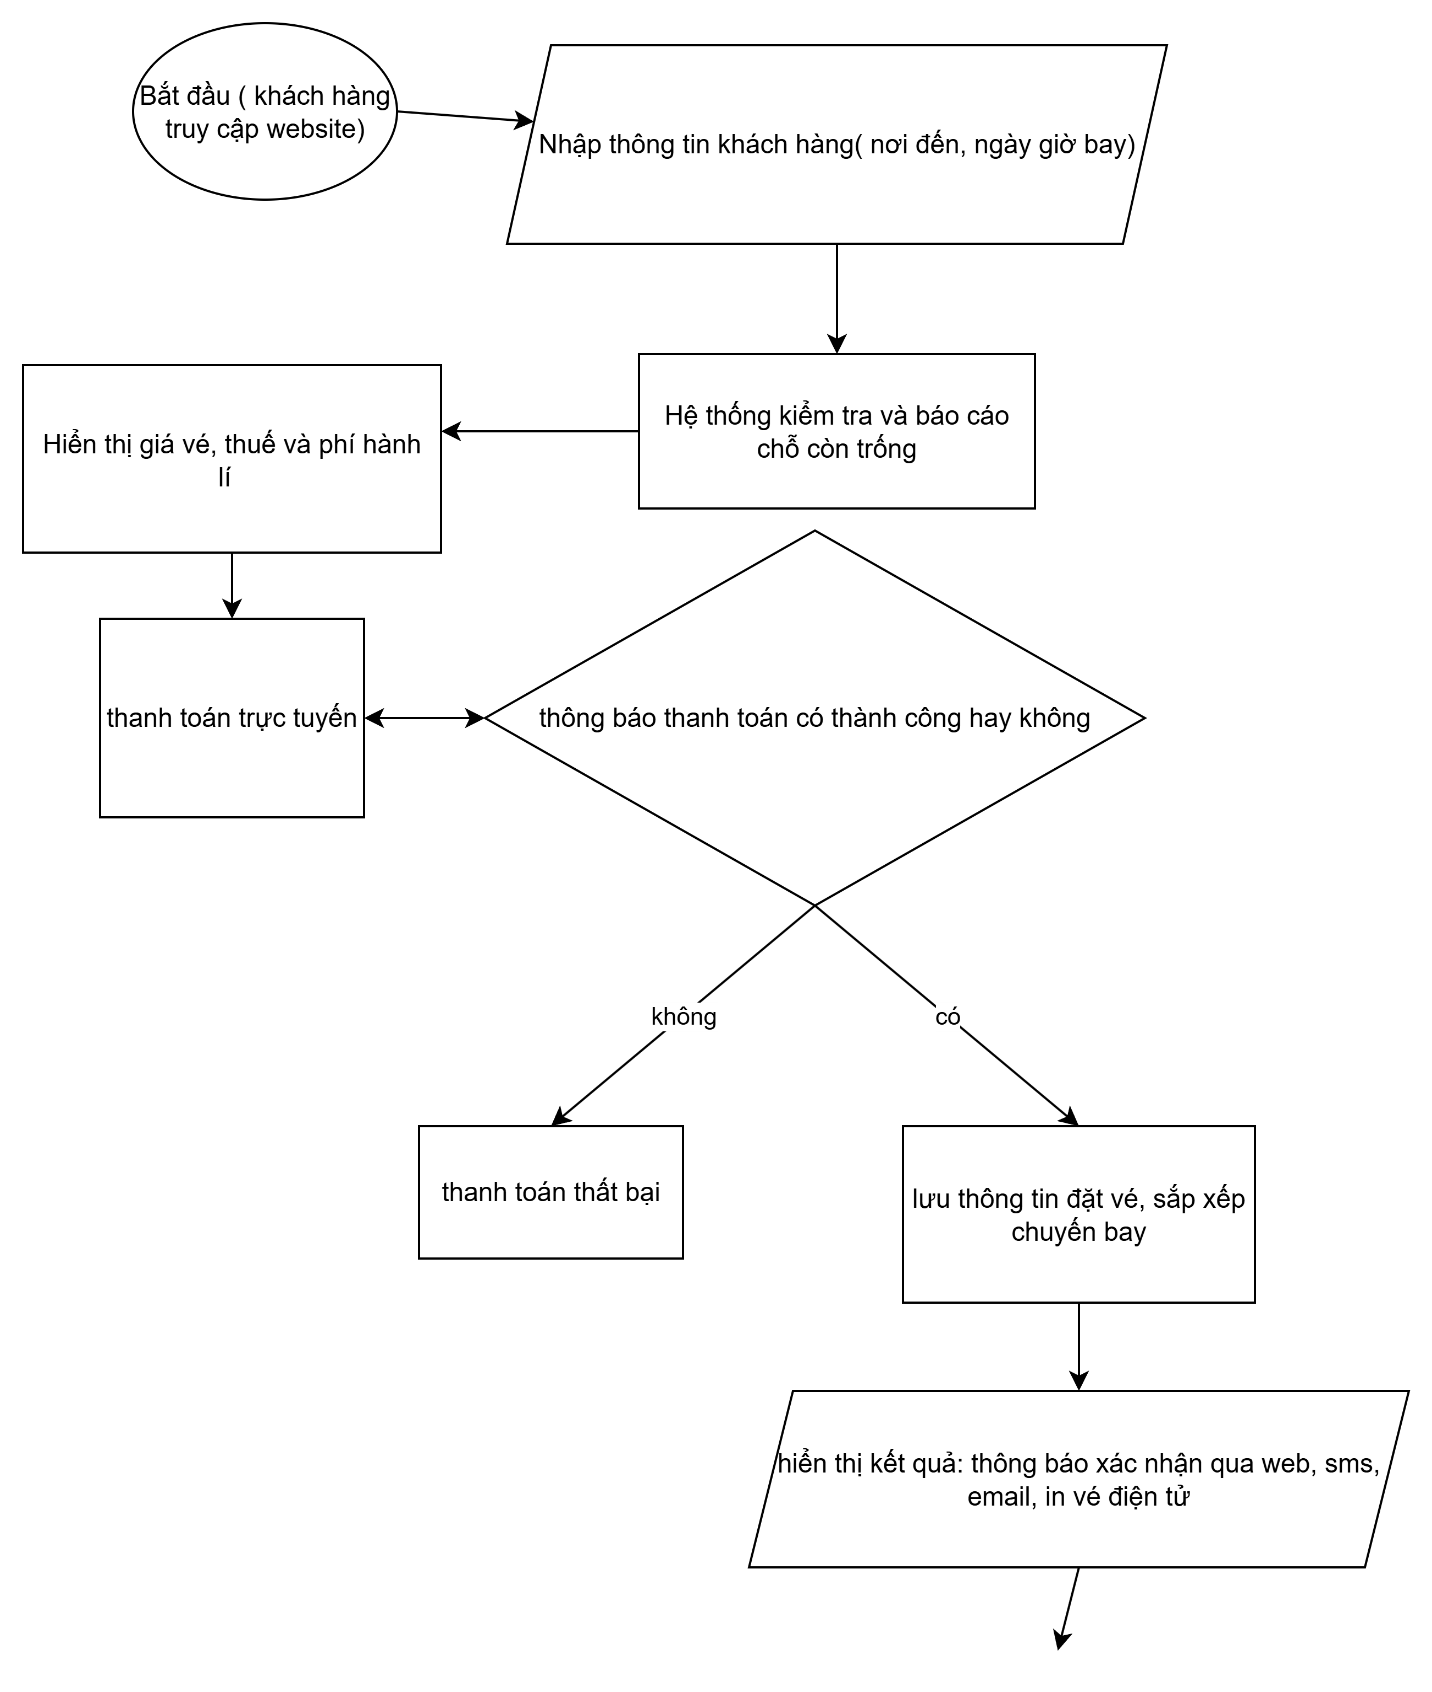 Bắt đầu ( khách hàng
truy cập website)
Nhập thông tin khách hàng( nơi đến, ngày giờ bay)
Hệ thống kiểm tra và báo cáo
chỗ còn trống
Hiển thị giá vé, thuế và phí hành
lí
thanh toán trực tuyến
thông báo thanh toán có thành công hay không
không
có
thanh toán thất bại
lưu thông tin đặt vé, sắp xếp
chuyến bay
hiển thị kết quả: thông báo xác nhận qua web, sms,
email, in vé điện tử